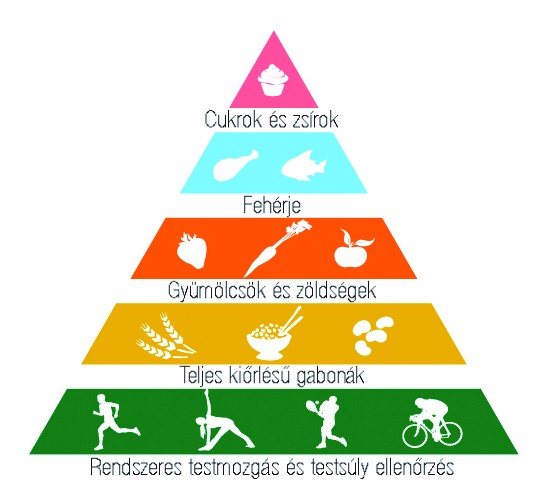 Cukrok és zsírok
Fehérje
Gyümölcsök és zöldségek
Teljes kiőrlésű gabonák
Rendszeres testmozgás és testsúly ellenőrzés